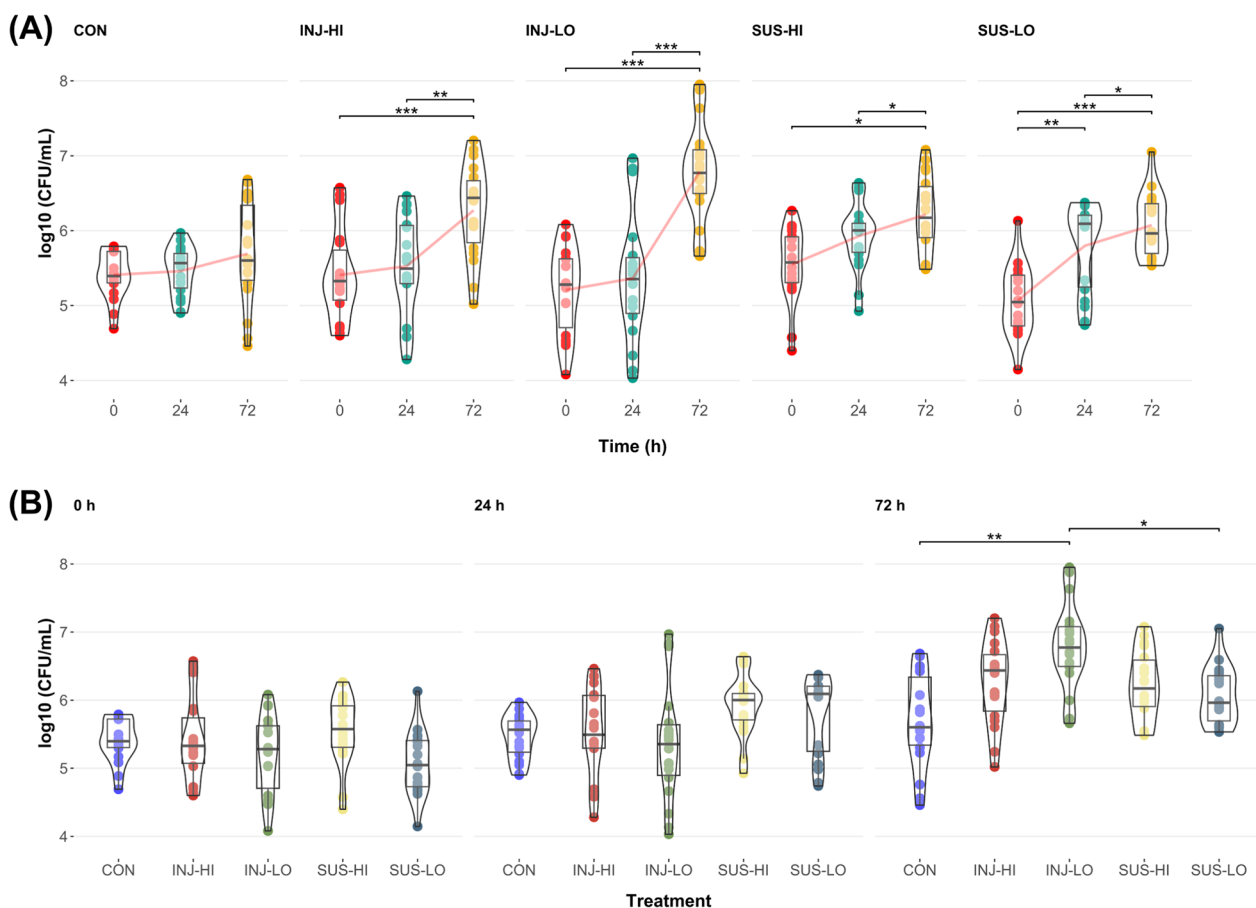 (A)
CON INJ-HI INJ-LO SUS-HI SUS-LO
*** ***
** ***
*** * *
* ***
**
log10 (CFU/mL)
8
7
6
5
4
0 24 72 0 24 72 0 24 72 0 24 72 0 24 72
Time (h)
(B)
0 h 24 h 72 h
** *
log10 (CFU/mL)
8
7
6
5
4
CON INJ-HI INJ-LO SUS-HI SUS-LO CON INJ-HI INJ-LO SUS-HI SUS-LO CON INJ-HI INJ-LO SUS-HI SUS-LO
Treatment